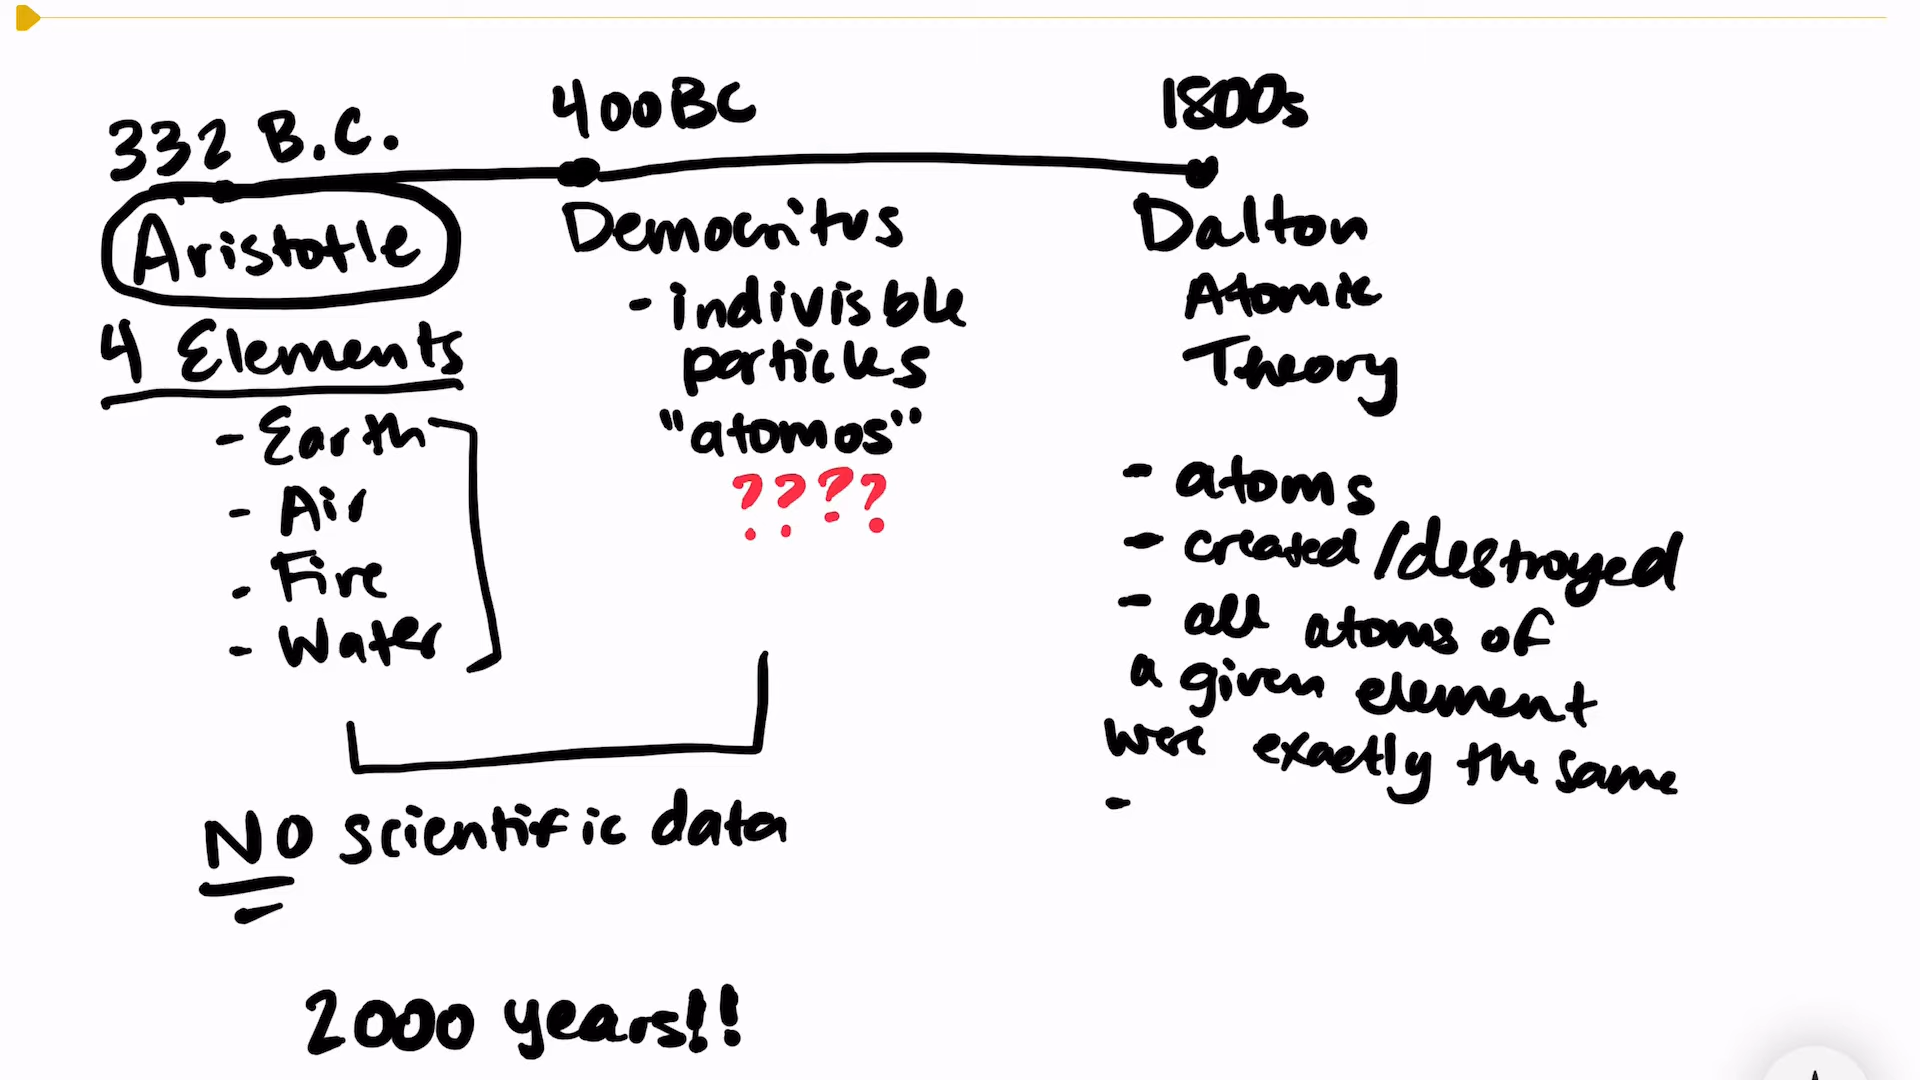 332 B.C.
Aristotle
4 Elements
- Earth
- Air
- Fire
- Water
400BC
Democritus
- indivisble
particles
"atomos"
????
NO scientific data
2000 years!!
1800s
Dalton
Atomic
Theory
- atoms
- created/destroyed
- all atoms of
a given element
were exactly the same
-